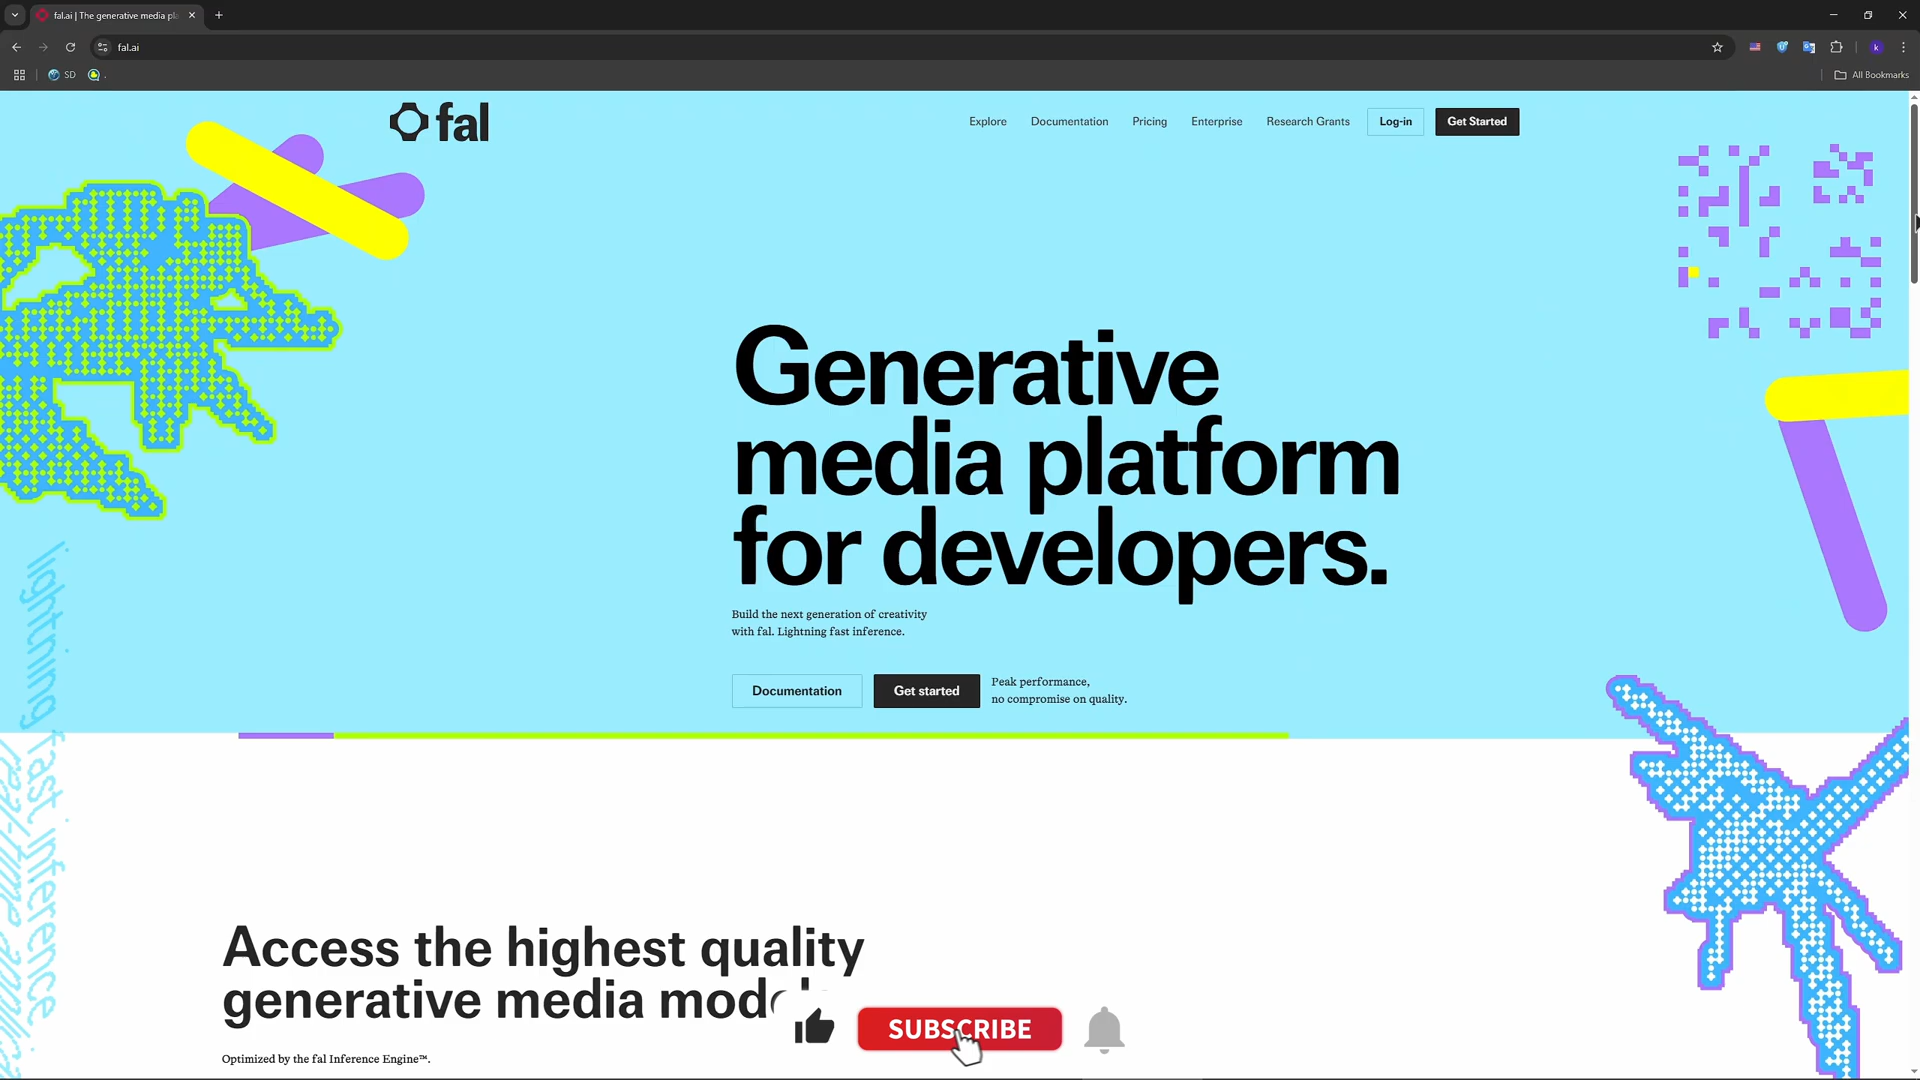 fal.ai | The generative media pla
fal.ai
SD
.
All Bookmarks
fal
Explore
Documentation
Pricing
Enterprise
Research Grants
Log-in
Get Started
Generative
media platform
for developers.
Build the next generation of creativity
with fal. Lightning fast inference.
Documentation
Get started
Peak performance,
no compromise on quality.
lightning fast inference
Access the highest quality
generative media
Optimized by the fal Inference Engine™.
SUBSCRIBE